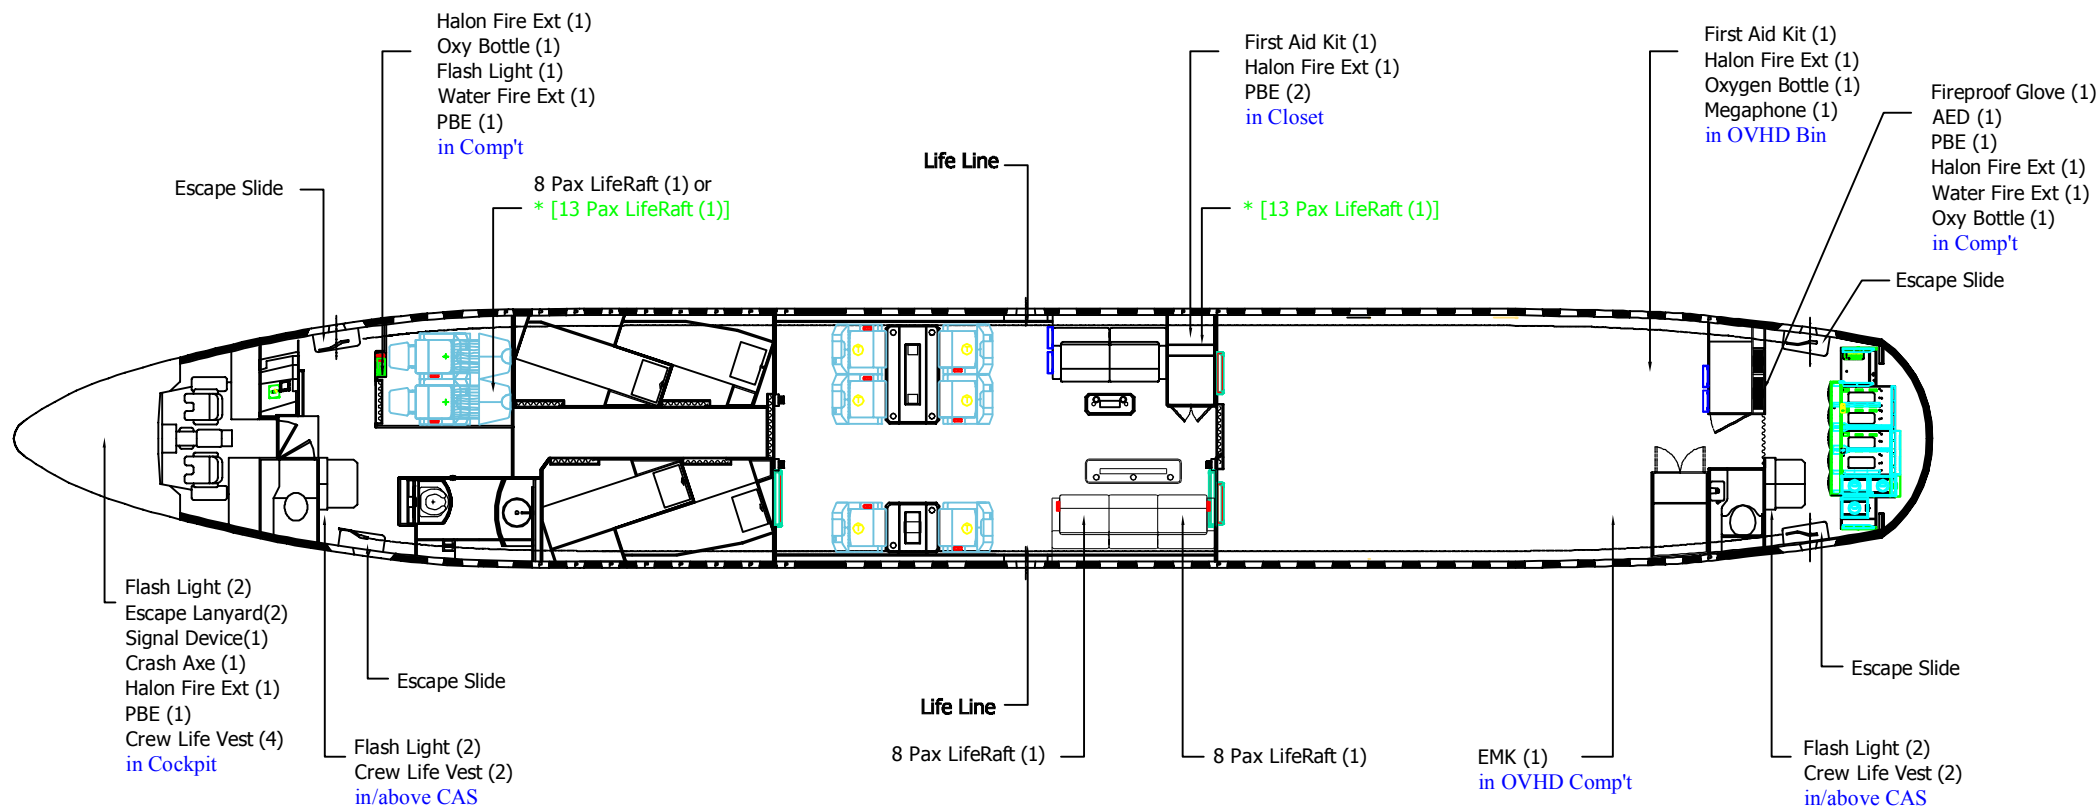 Halon Fire Ext (1)
Oxy Bottle (1)
Flash Light (1)
Water Fire Ext (1)
PBE (1)
in Comp't
First Aid Kit (1)
Halon Fire Ext (1)
PBE (2)
in Closet
First Aid Kit (1)
Halon Fire Ext (1)
Oxygen Bottle (1)
Megaphone (1)
in OVHD Bin
Fireproof Glove (1)
AED (1)
PBE (1)
Halon Fire Ext (1)
Water Fire Ext (1)
Oxy Bottle (1)
in Comp't
Escape Slide
8 Pax LifeRaft (1) or
* [13 Pax LifeRaft (1)]
Life Line
* [13 Pax LifeRaft (1)]
Escape Slide
Flash Light (2)
Escape Lanyard(2)
Signal Device(1)
Crash Axe (1)
Halon Fire Ext (1)
PBE (1)
Crew Life Vest (4)
in Cockpit
Escape Slide
Flash Light (2)
Crew Life Vest (2)
in/above CAS
Life Line
8 Pax LifeRaft (1)
8 Pax LifeRaft (1)
EMK (1)
in OVHD Comp't
Escape Slide
Flash Light (2)
Crew Life Vest (2)
in/above CAS